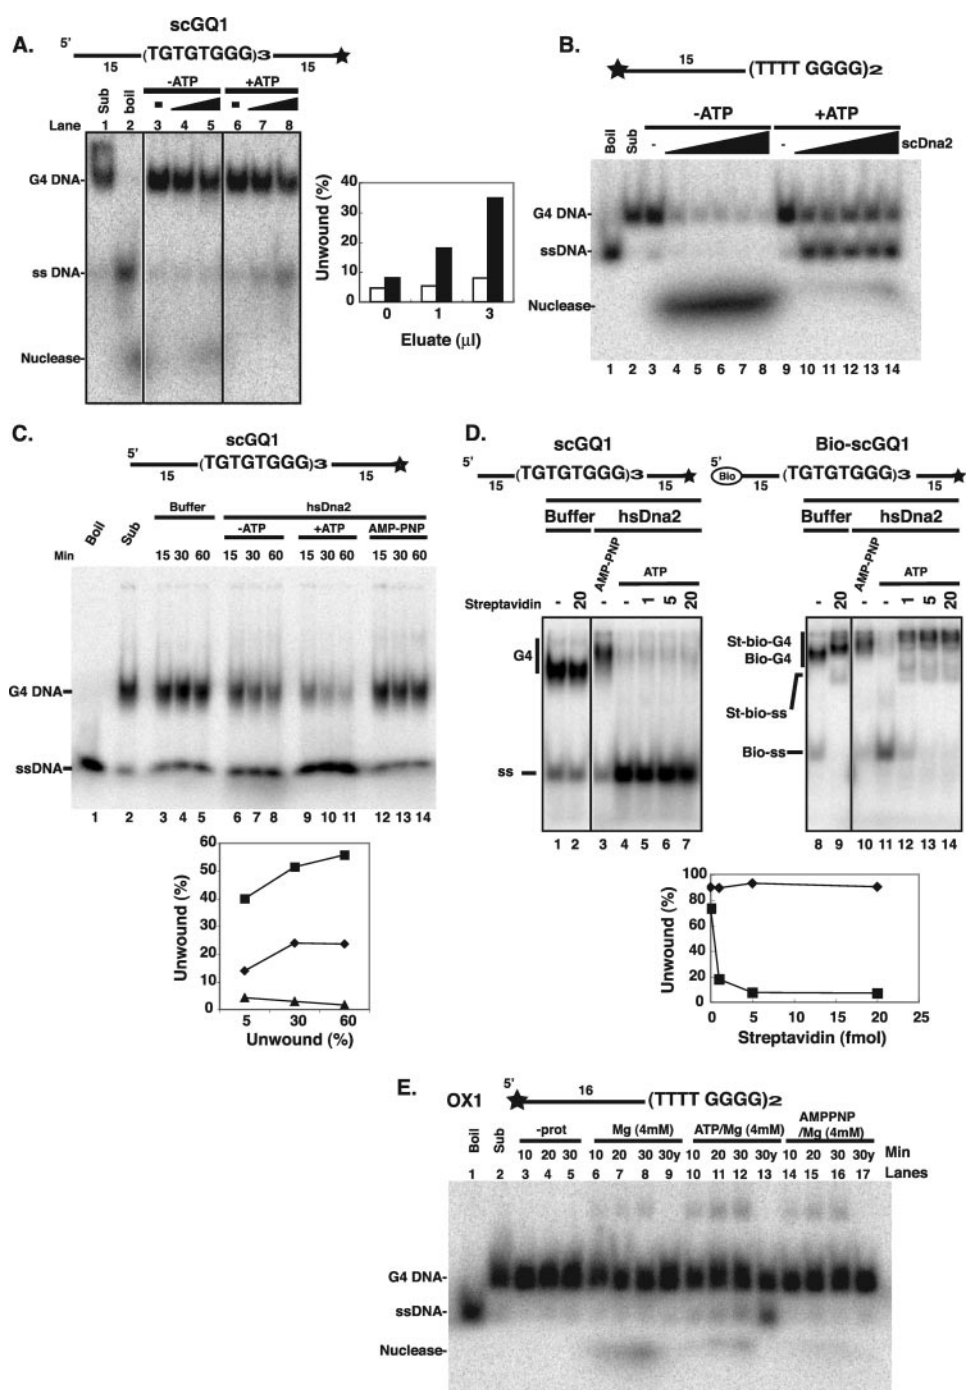 A.
scGQ1
5'
(TGTGTGGG)3
15
15
-ATP
+ATP
Sub
boil
Lane 1 2 3 4 5 6 7 8
G4 DNA-
ss DNA-
Nuclease-
Unwound (%)
40
30
20
10
0
0 1 3
Eluate (µl)
B.
15
(TTTT GGGG)2
-ATP
+ATP
Boil
Sub
-
-
scDna2
G4 DNA-
ssDNA-
Nuclease-
1 2 3 4 5 6 7 8 9 10 11 12 13 14
C.
scGQ1
5'
(TGTGTGGG)3
15
15
Buffer
hsDna2
Boil
Sub
-ATP
+ATP
AMP-PNP
Min
15 30 60 15 30 60 15 30 60 15 30 60
G4 DNA
ssDNA
1 2 3 4 5 6 7 8 9 10 11 12 13 14
Unwound (%)
60
50
40
30
20
10
0
5 30 60
Unwound (%)
D.
scGQ1
5'
(TGTGTGGG)3
15
15
Buffer
hsDna2
AMP-PNP
ATP
Streptavidin - 20 - - 1 5 20
G4
ss
1 2 3 4 5 6 7
Bio-scGQ1
5'
Bio
(TGTGTGGG)3
15
15
Buffer
hsDna2
AMP-PNP
ATP
- 20 - - 1 5 20
St-bio-G4
Bio-G4
St-bio-ss
Bio-ss
8 9 10 11 12 13 14
Unwound (%)
100
80
60
40
20
0
0 5 10 15 20 25
Streptavidin (fmol)
E.
OX1
5'
16
(TTTT GGGG)2
Boil
Sub
-prot
Mg (4mM)
ATP/Mg (4mM)
AMPPNP
/Mg (4mM)
10 20 30 10 20 30 30y 10 20 30 30y 10 20 30 30y Min
1 2 3 4 5 6 7 8 9 10 11 12 13 14 15 16 17 Lanes
G4 DNA-
ssDNA-
Nuclease-